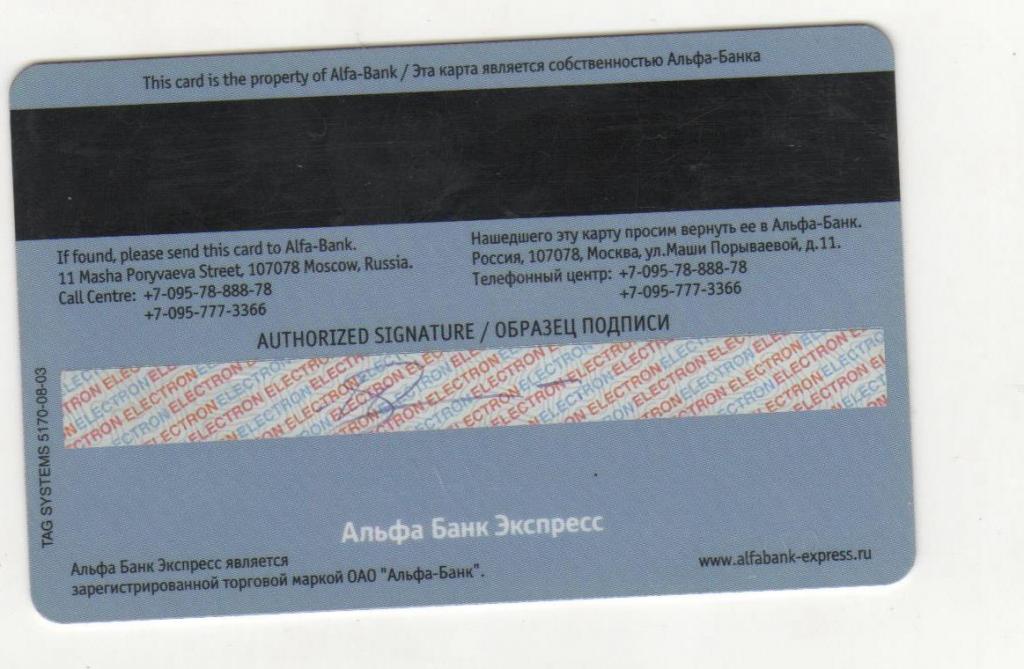 This card is the property of Alfa-Bank / Эта карта является собственностью Альфа-Банка
If found, please send this card to Alfa-Bank.
11 Masha Poryvaeva Street, 107078 Moscow, Russia.
Call Centre: +7-095-78-888-78
+7-095-777-3366
Нашедшего эту карту просим вернуть ее в Альфа-Банк.
Россия, 107078, Москва, ул.Маши Порываевой, д.11.
Телефонный центр: +7-095-78-888-78
+7-095-777-3366
AUTHORIZED SIGNATURE / ОБРАЗЕЦ ПОДПИСИ
ELECTRON ELECTRON ELECTRON ELECTRON
TAG SYSTEMS 5170-08-03
Альфа Банк Экспресс
Альфа Банк Экспресс является
зарегистрированной торговой маркой ОАО "Альфа-Банк".
www.alfabank-express.ru